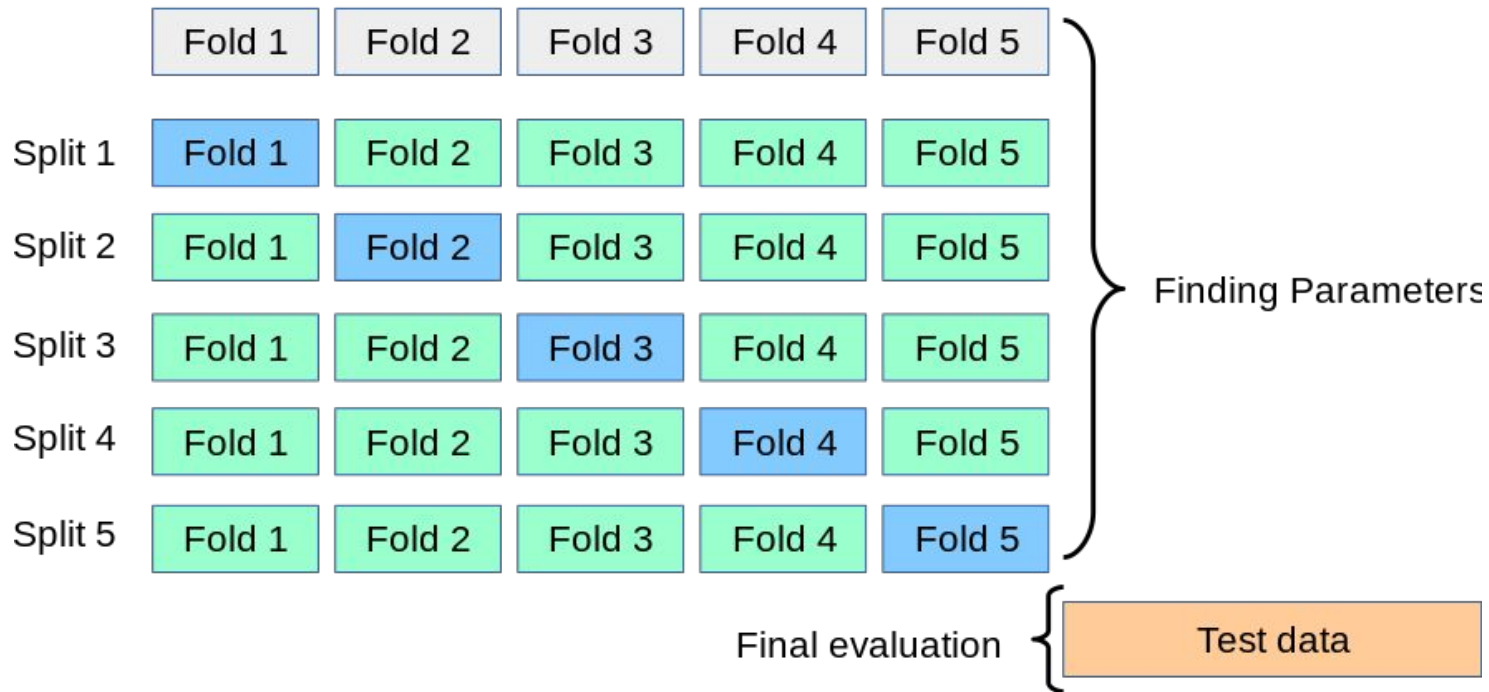 Fold 1 Fold 2 Fold 3 Fold 4 Fold 5
Split 1 Fold 1 Fold 2 Fold 3 Fold 4 Fold 5
Split 2 Fold 1 Fold 2 Fold 3 Fold 4 Fold 5
Finding Parameters
Split 3 Fold 1 Fold 2 Fold 3 Fold 4 Fold 5
Split 4 Fold 1 Fold 2 Fold 3 Fold 4 Fold 5
Split 5 Fold 1 Fold 2 Fold 3 Fold 4 Fold 5
Final evaluation Test data